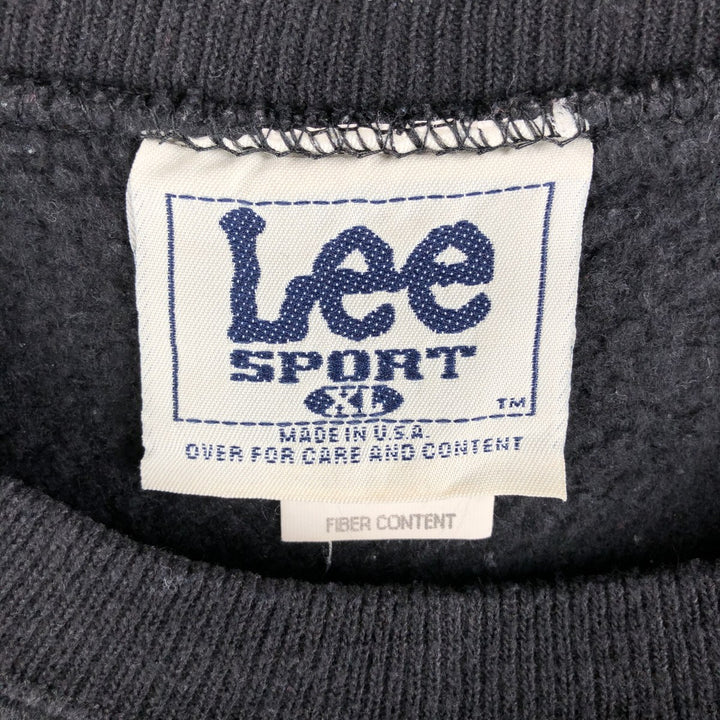 Lee
SPORT
XL
TM
MADE IN U.S.A.
OVER FOR CARE AND CONTENT
FIBER CONTENT